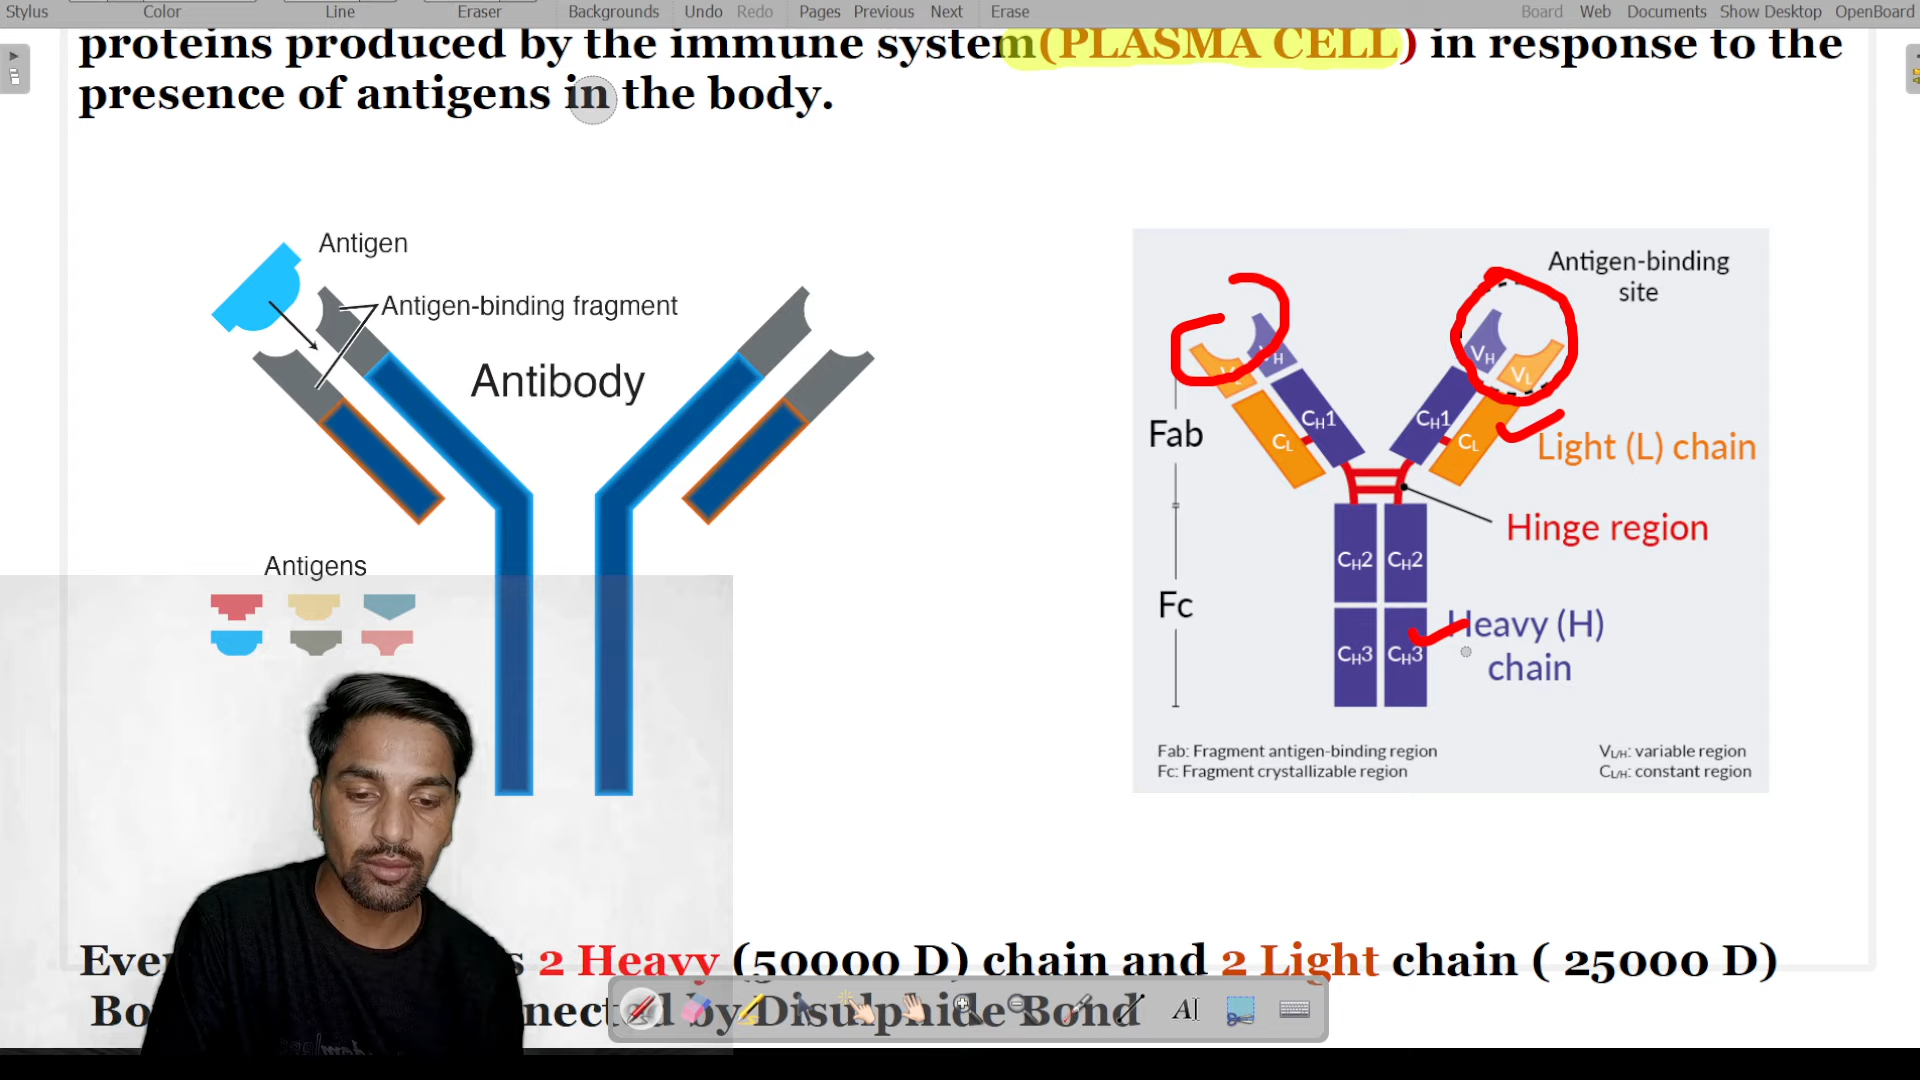 Stylus Color Line Eraser Backgrounds Undo Redo Pages Previous Next Erase Board Web Documents Show Desktop OpenBoard
proteins produced by the immune system(PLASMA CELL) in response to the
presence of antigens in the body.
Antigen
Antigen-binding fragment
Antibody
Antigens
Antigen-binding
site
VH VL VH VL
CH1 CL CH1 CL
Fab
Light (L) chain
Hinge region
CH2 CH2
Fc
Heavy (H)
chain
CH3 CH3
Fab: Fragment antigen-binding region
Fc: Fragment crystallizable region
VL/H: variable region
CL/H: constant region
2 Heavy (50000 D) chain and 2 Light chain ( 25000 D)
by Disulphide Bond
AI